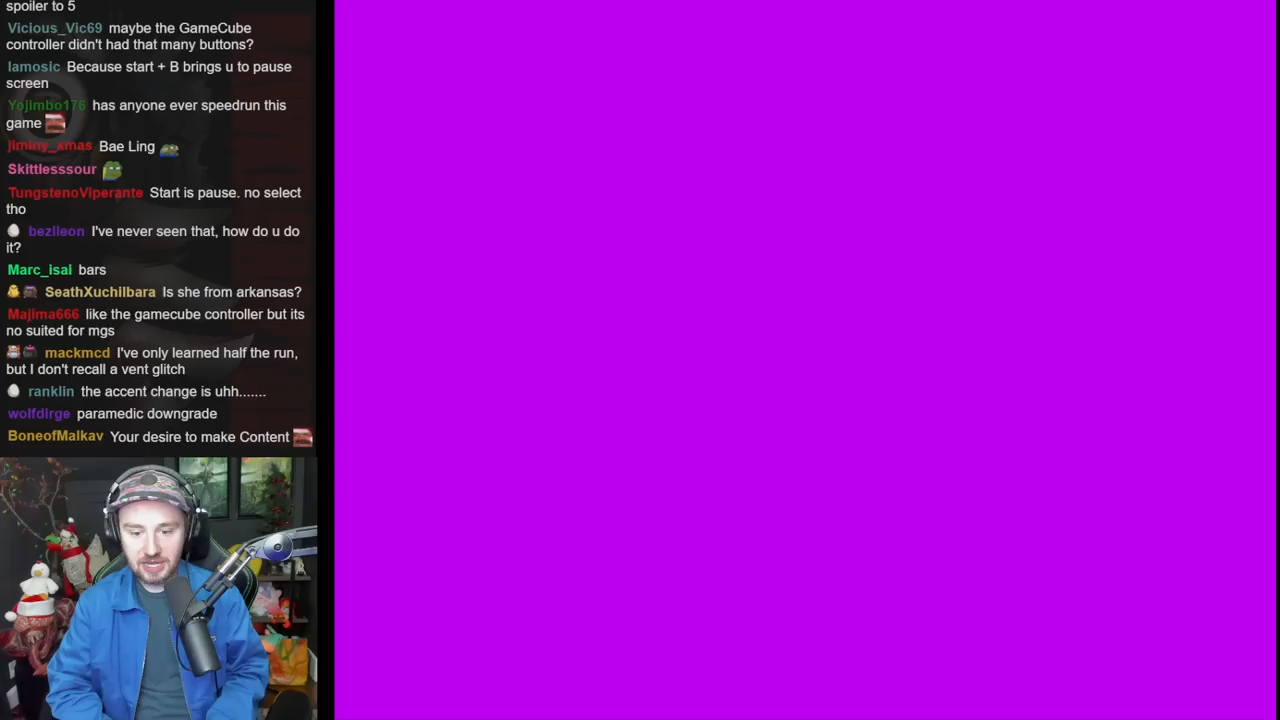 spoiler to 5
Vicious_Vic69 maybe the GameCube
controller didn't had that many buttons?
Iamosic Because start + B brings u to pause
screen
Yojimbo176 has anyone ever speedrun this
game
jiminy_xmas Bae Ling
Skittlesssour
TungstenoViperante Start is pause. no select
tho
bezileon I've never seen that, how do u do
it?
Marc_isai bars
SeathXuchilbara Is she from arkansas?
Majima666 like the gamecube controller but its
no suited for mgs
mackmcd I've only learned half the run,
but I don't recall a vent glitch
ranklin the accent change is uhh.......
wolfdirge paramedic downgrade
BoneofMalkav Your desire to make Content